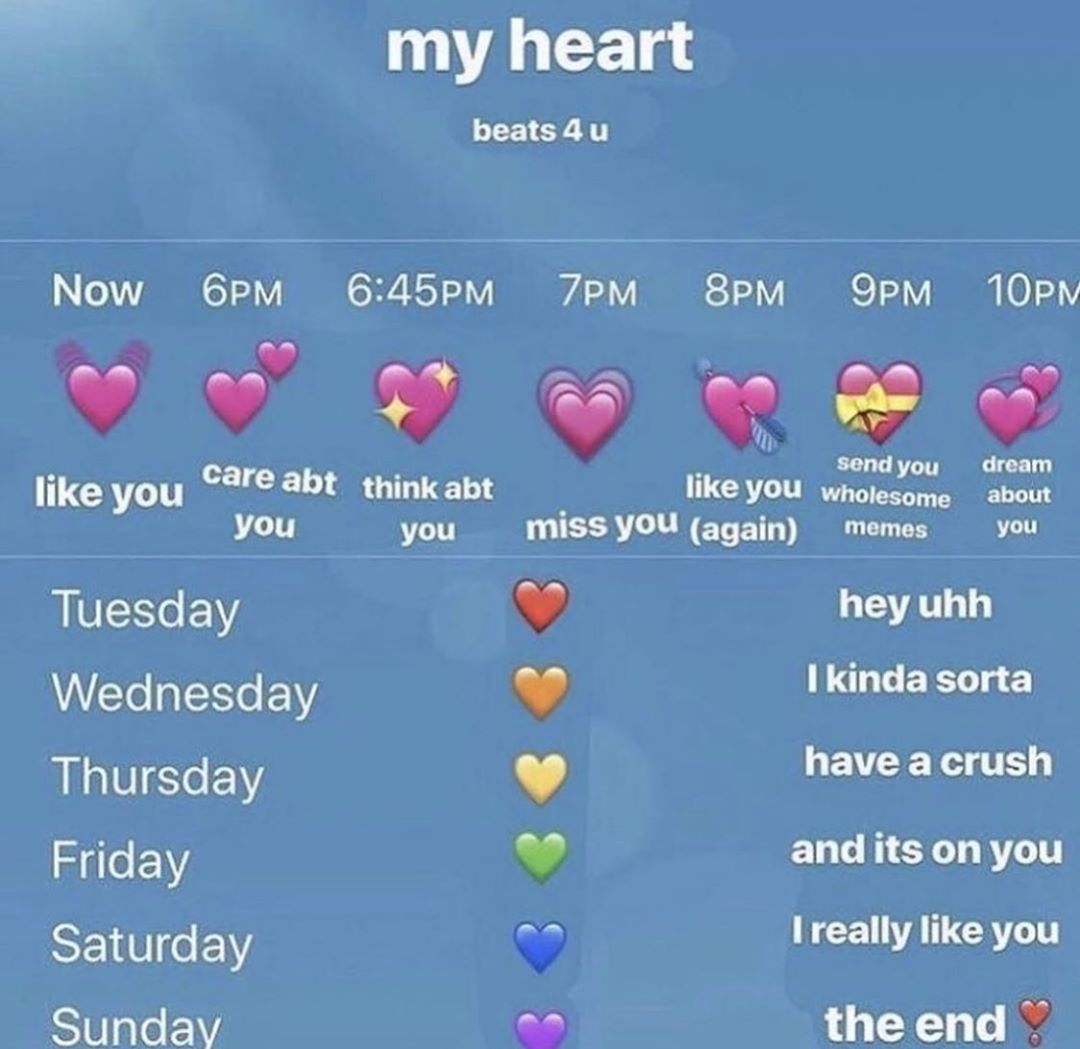 my heart
beats 4 u
Now 6PM 6:45PM 7PM 8PM 9PM 10PM
like you
care abt
you
think abt
you
miss you
like you
(again)
send you
wholesome
memes
dream
about
you
Tuesday hey uhh
Wednesday I kinda sorta
Thursday have a crush
Friday and its on you
Saturday I really like you
Sunday the end